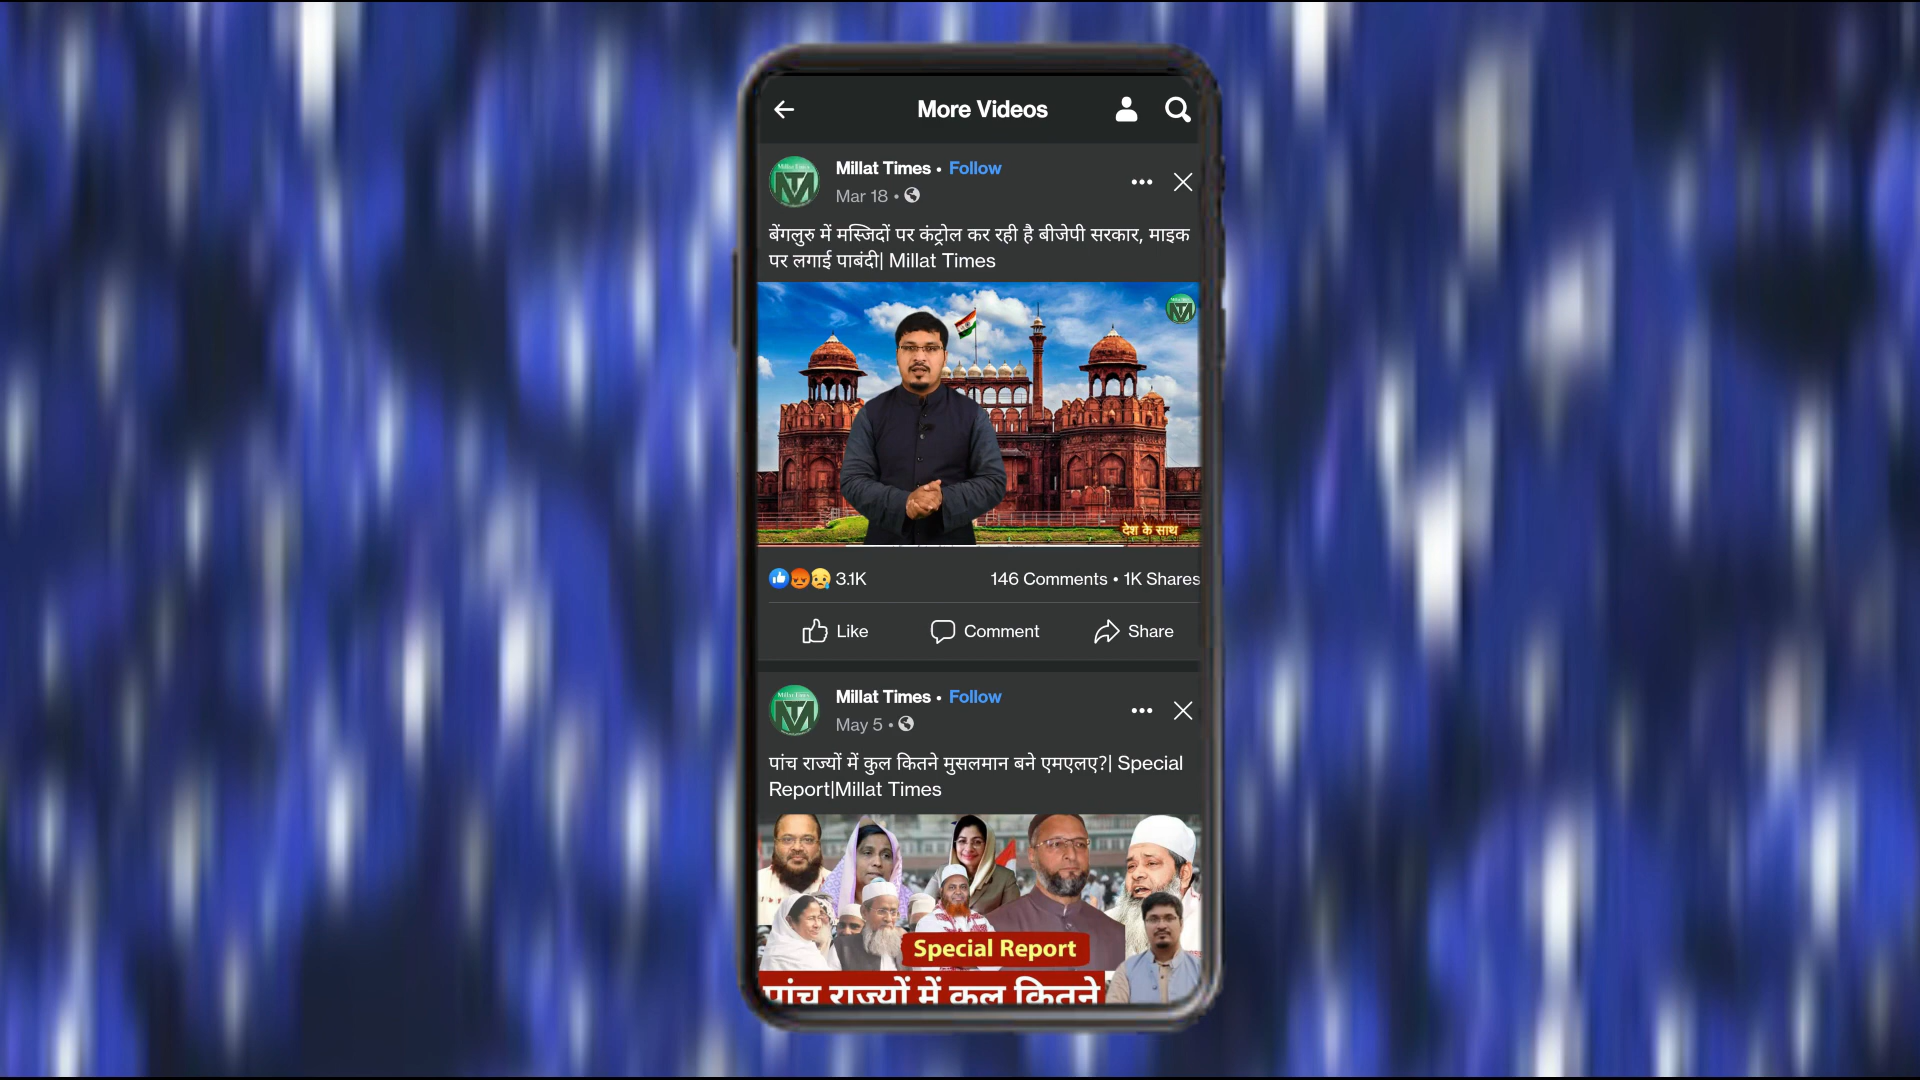 More Videos
Millat Times • Follow
Mar 18 •
बेंगलुरु में मस्जिदों पर कंट्रोल कर रही है बीजेपी सरकार, माइक
पर लगाई पाबंदी| Millat Times
देश के साथ
3.1K 146 Comments • 1K Shares
Like Comment Share
Millat Times • Follow
May 5 •
पांच राज्यों में कुल कितने मुसलमान बने एमएलए?| Special
Report|Millat Times
Special Report
पांच राज्यों में कुल कितने